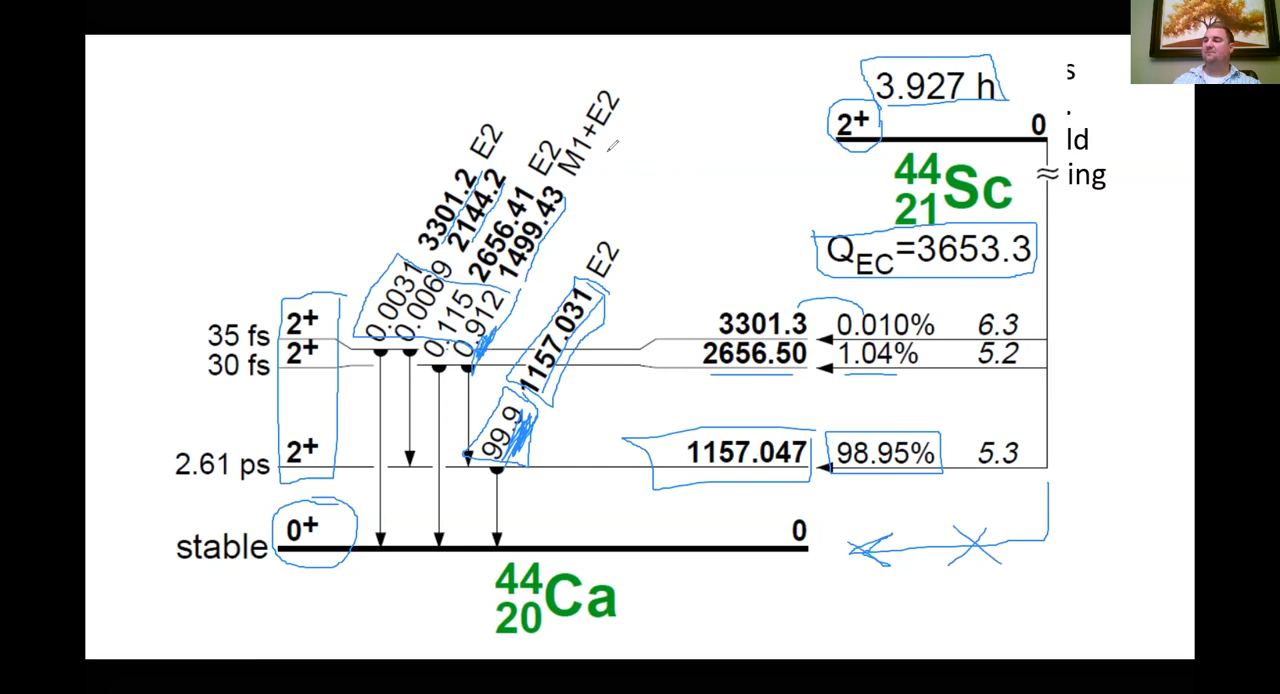 3.927 h
s
.
2+ 0
ld
44
21Sc
ing
≈
QEC=3653.3
0.0031 3301.2 E2
0.0069 2144.2
0.115 2656.41 E2
0.912 1499.43 M1+E2
99.9 1157.031 E2
35 fs 2+ 3301.3 0.010% 6.3
30 fs 2+ 2656.50 1.04% 5.2
2.61 ps 2+ 1157.047 98.95% 5.3
stable 0+ 0
44
20Ca